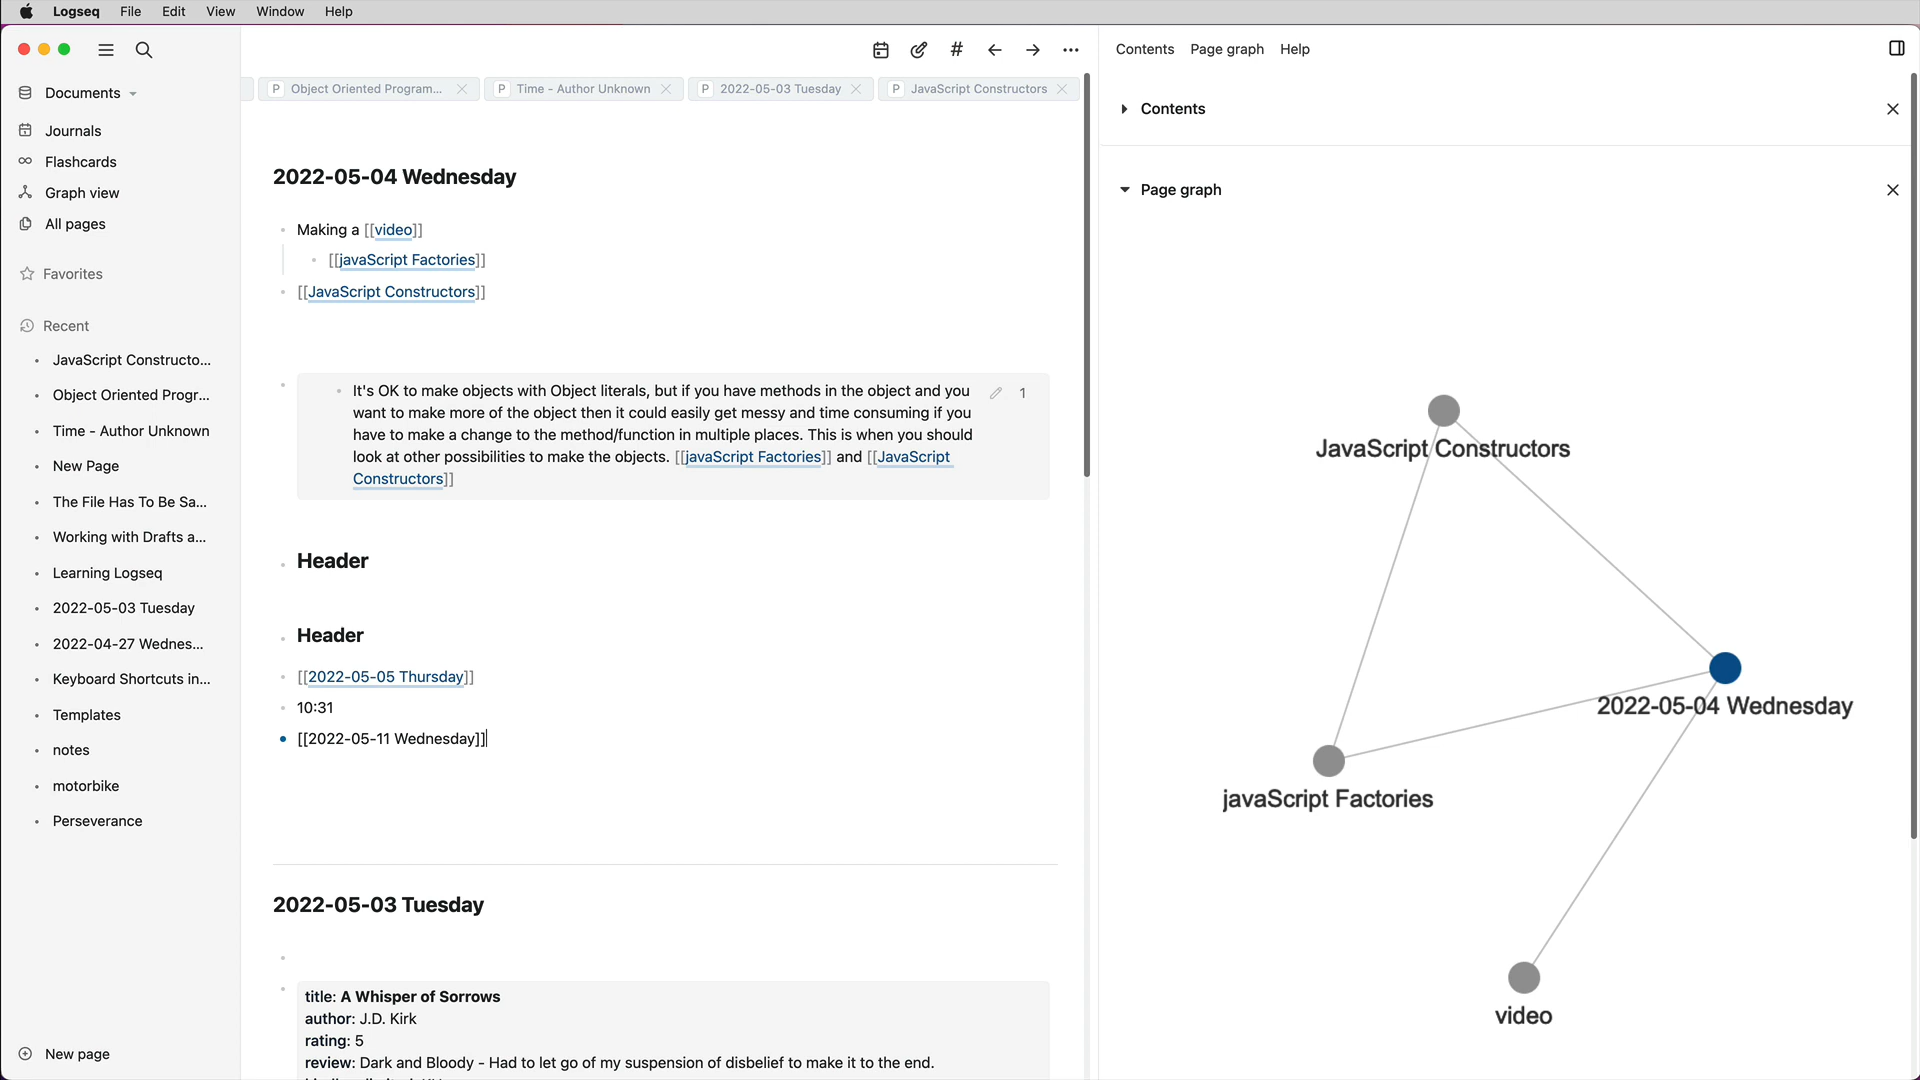 Logseq File Edit View Window Help
Documents
Journals
Flashcards
Graph view
All pages
Favorites
Recent
JavaScript Constructo...
Object Oriented Progr...
Time - Author Unknown
New Page
The File Has To Be Sa...
Working with Drafts a...
Learning Logseq
2022-05-03 Tuesday
2022-04-27 Wednes...
Keyboard Shortcuts in...
Templates
notes
motorbike
Perseverance
New page
P Object Oriented Program... P Time - Author Unknown P 2022-05-03 Tuesday P JavaScript Constructors
2022-05-04 Wednesday
Making a [[video]]
[[javaScript Factories]]
[[JavaScript Constructors]]
It's OK to make objects with Object literals, but if you have methods in the object and you
want to make more of the object then it could easily get messy and time consuming if you
have to make a change to the method/function in multiple places. This is when you should
look at other possibilities to make the objects. [[javaScript Factories]] and [[JavaScript
Constructors]]
1
Header
Header
[[2022-05-05 Thursday]]
10:31
[[2022-05-11 Wednesday]]
2022-05-03 Tuesday
title: A Whisper of Sorrows
author: J.D. Kirk
rating: 5
review: Dark and Bloody - Had to let go of my suspension of disbelief to make it to the end.
Contents Page graph Help
Contents
Page graph
JavaScript Constructors
2022-05-04 Wednesday
javaScript Factories
video